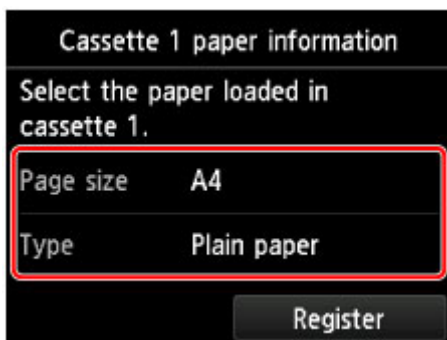 Cassette 1 paper information
Select the paper loaded in
cassette 1.
Page size A4
Type Plain paper
Register